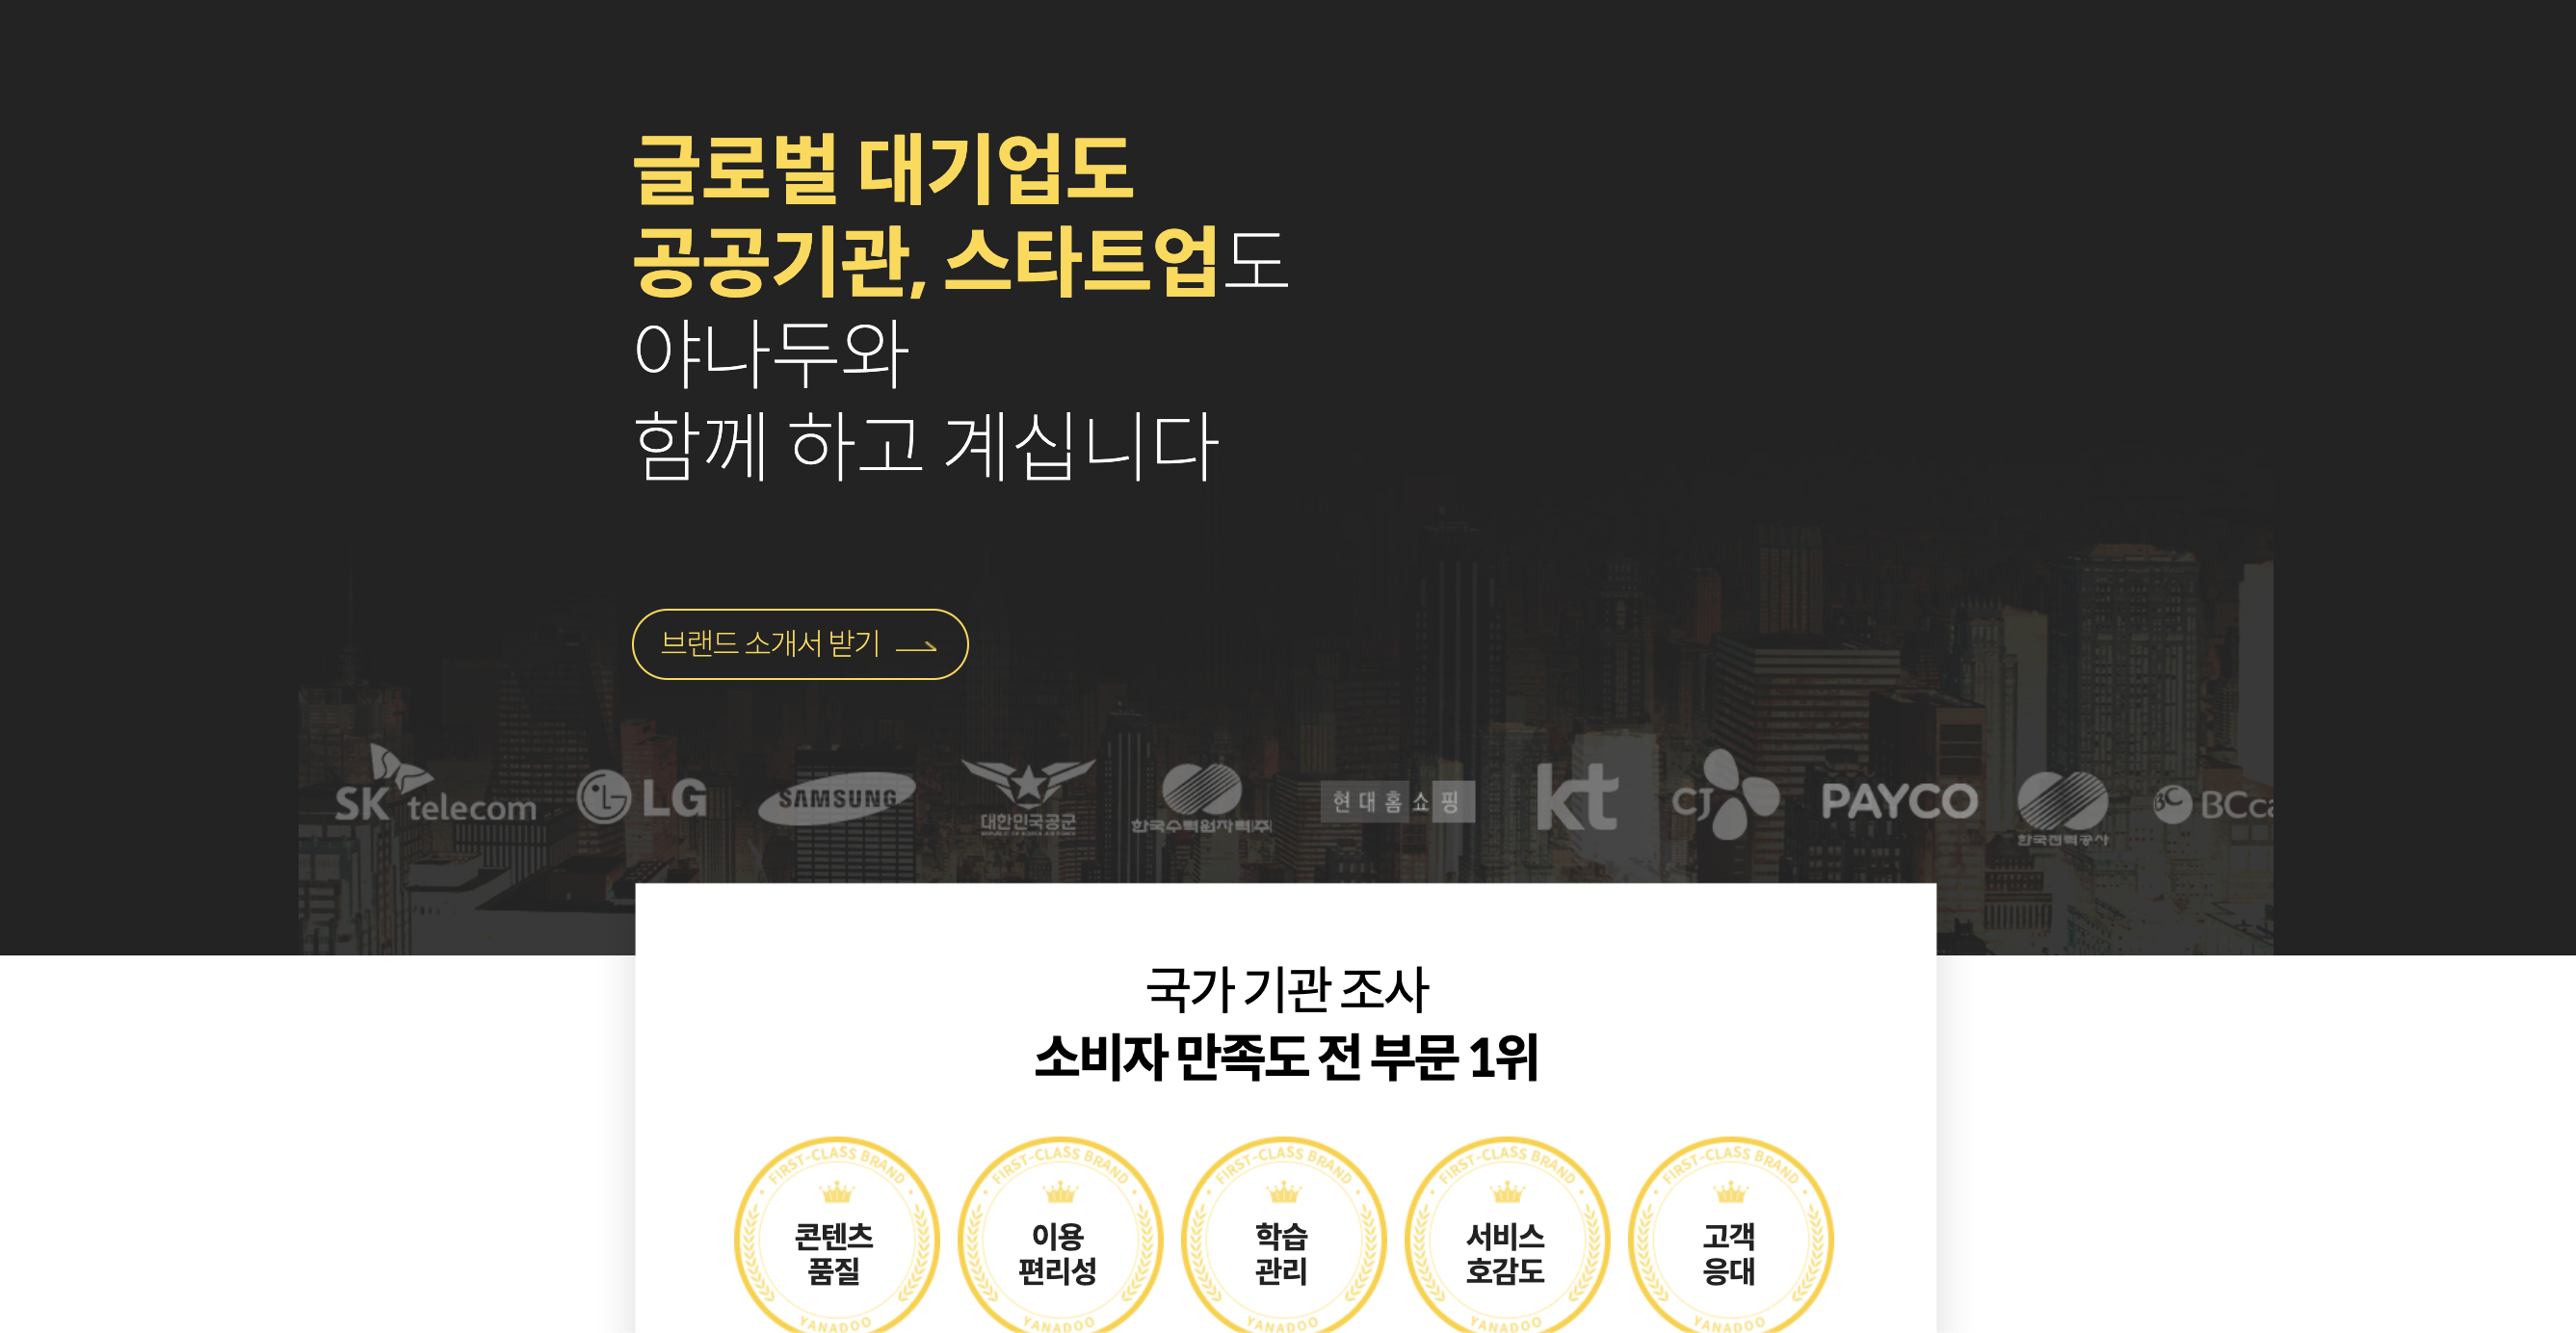 글로벌 대기업도
공공기관, 스타트업도
야나두와
함께 하고 계십니다
브랜드 소개서 받기
SK telecom
LG
SAMSUNG
대한민국공군
REPUBLIC OF KOREA AIR FORCE
한국수력원자력(주)
현대홈쇼핑
kt
CJ
PAYCO
한국전력공사
BC BCca
국가 기관 조사
소비자 만족도 전 부문 1위
FIRST-CLASS BRAND
콘텐츠
품질
YANADOO
FIRST-CLASS BRAND
이용
편리성
YANADOO
FIRST-CLASS BRAND
학습
관리
YANADOO
FIRST-CLASS BRAND
서비스
호감도
YANADOO
FIRST-CLASS BRAND
고객
응대
YANADOO